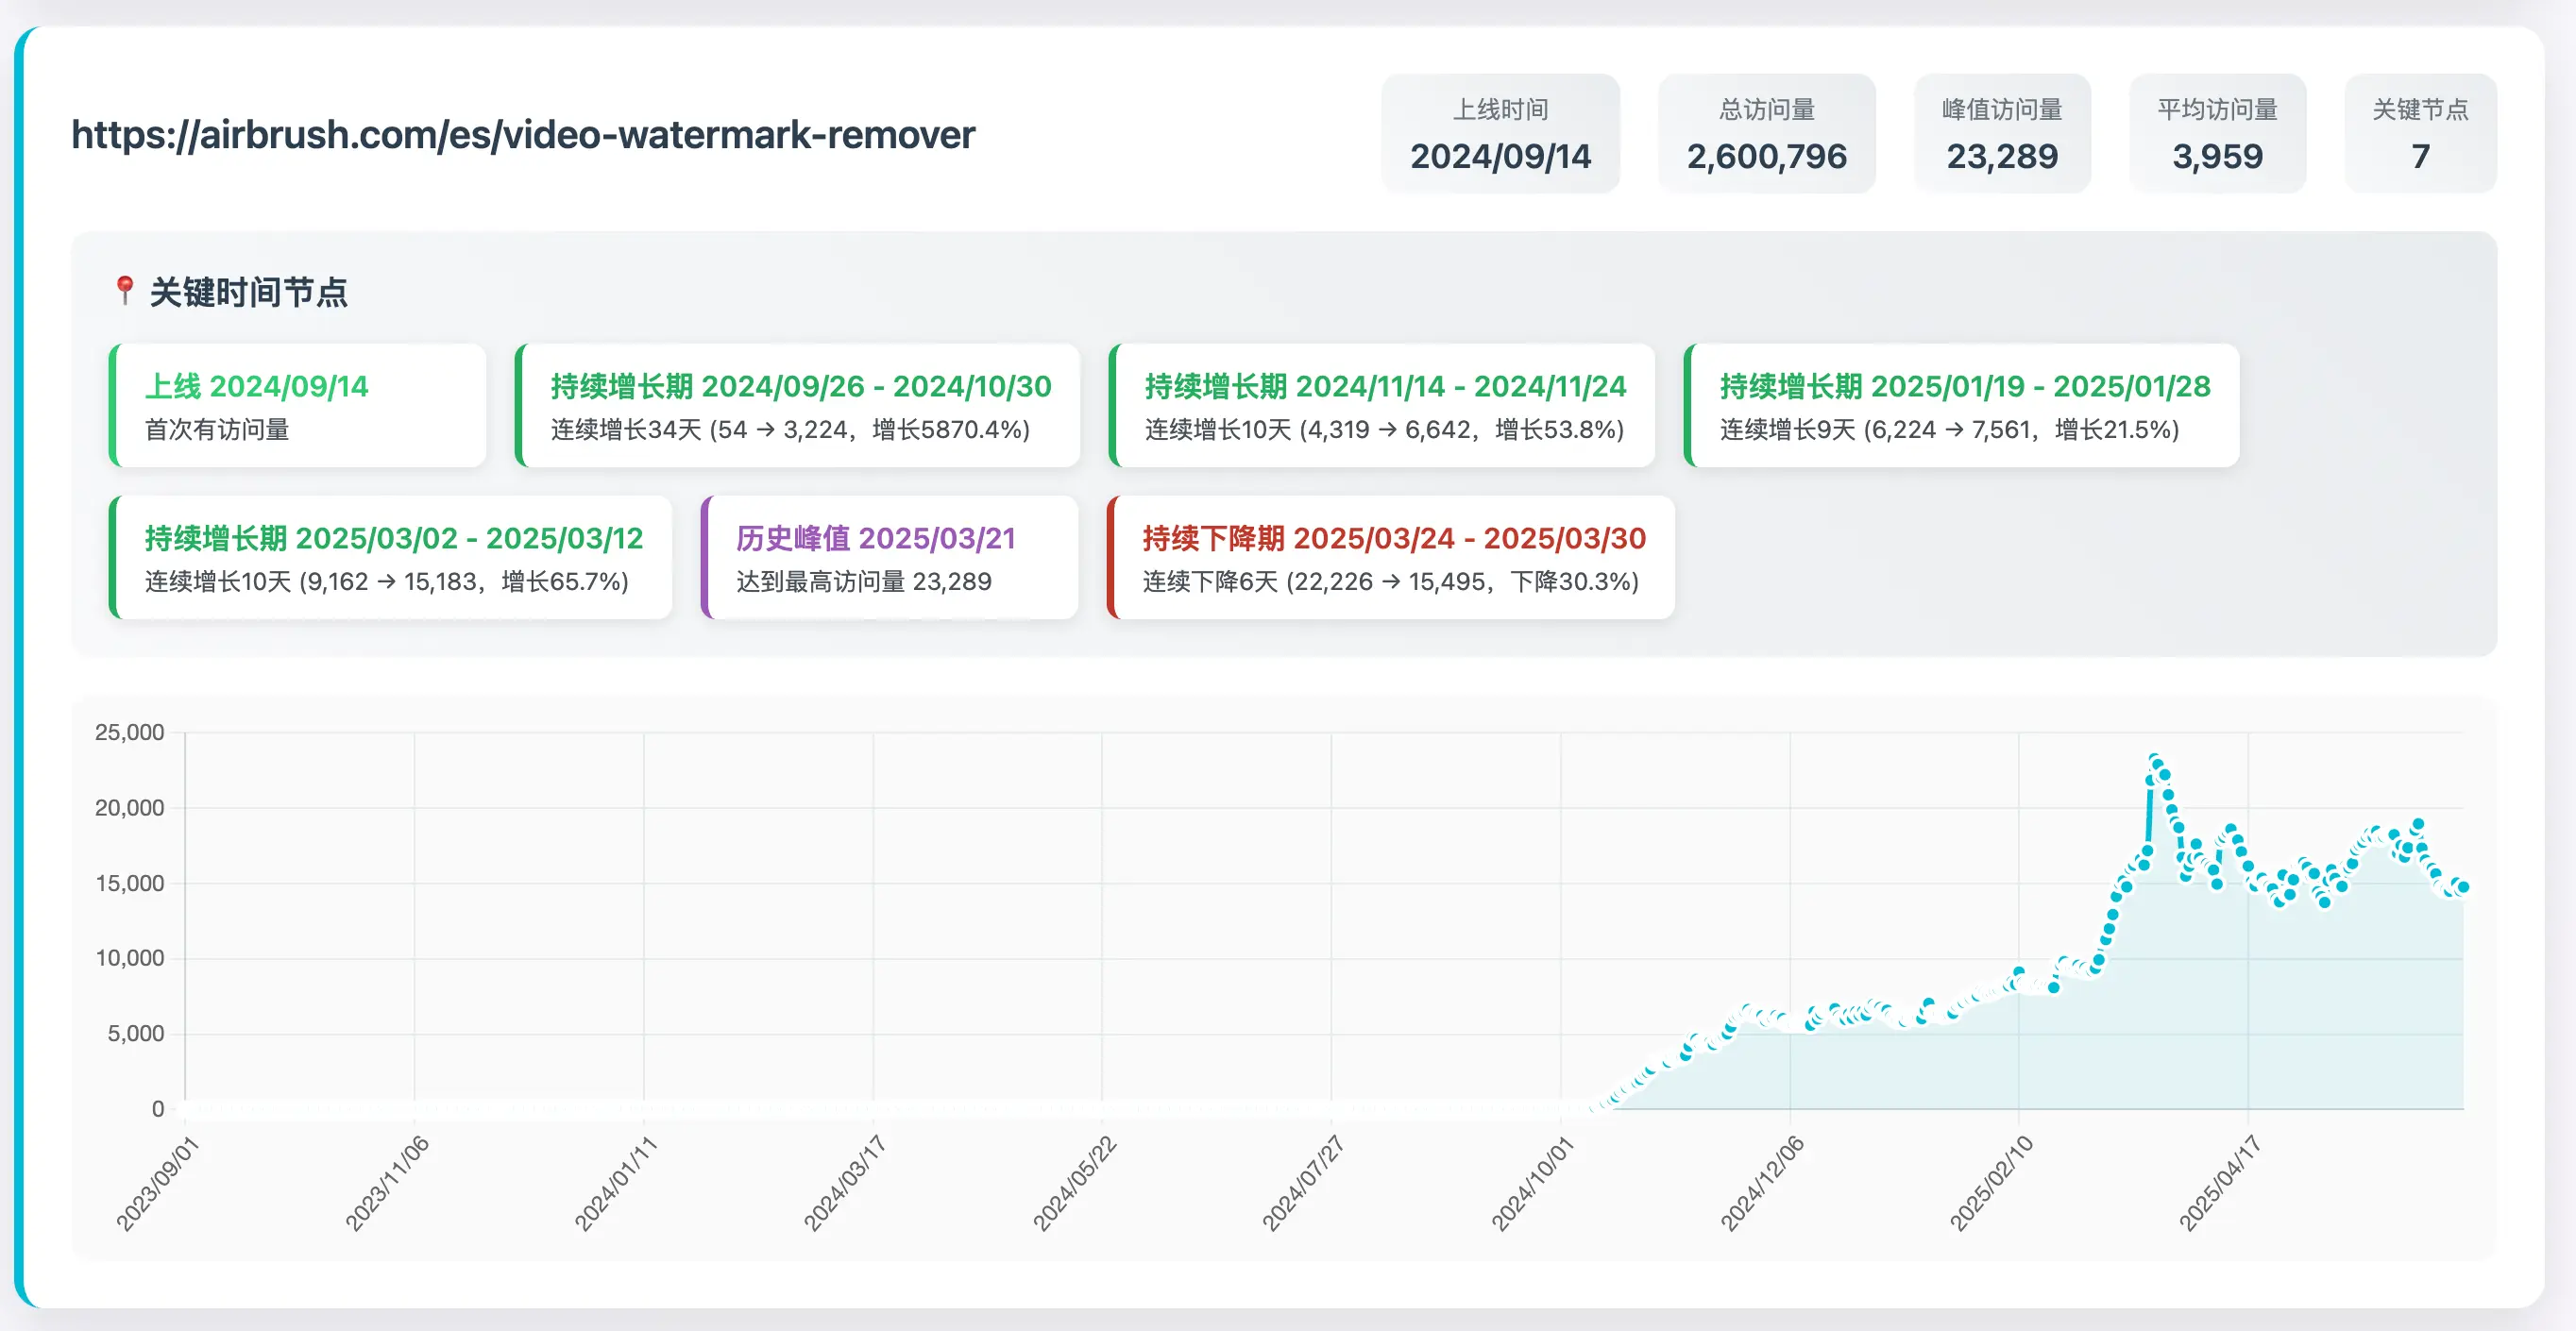 https://airbrush.com/es/video-watermark-remover
上线时间
2024/09/14
总访问量
2,600,796
峰值访问量
23,289
平均访问量
3,959
关键节点
7
📍 关键时间节点
上线 2024/09/14
首次有访问量
持续增长期 2024/09/26 - 2024/10/30
连续增长34天 (54 → 3,224，增长5870.4%)
持续增长期 2024/11/14 - 2024/11/24
连续增长10天 (4,319 → 6,642，增长53.8%)
持续增长期 2025/01/19 - 2025/01/28
连续增长9天 (6,224 → 7,561，增长21.5%)
持续增长期 2025/03/02 - 2025/03/12
连续增长10天 (9,162 → 15,183，增长65.7%)
历史峰值 2025/03/21
达到最高访问量 23,289
持续下降期 2025/03/24 - 2025/03/30
连续下降6天 (22,226 → 15,495，下降30.3%)
25,000
20,000
15,000
10,000
5,000
0
2023/09/01
2023/11/06
2024/01/11
2024/03/17
2024/05/22
2024/07/27
2024/10/01
2024/12/06
2025/02/10
2025/04/17